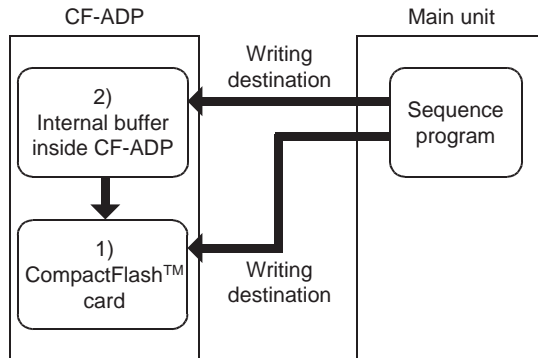 CF-ADP
Main unit
Writing
destination
2)
Internal buffer
inside CF-ADP
Sequence
program
1)
CompactFlash™
card
Writing
destination